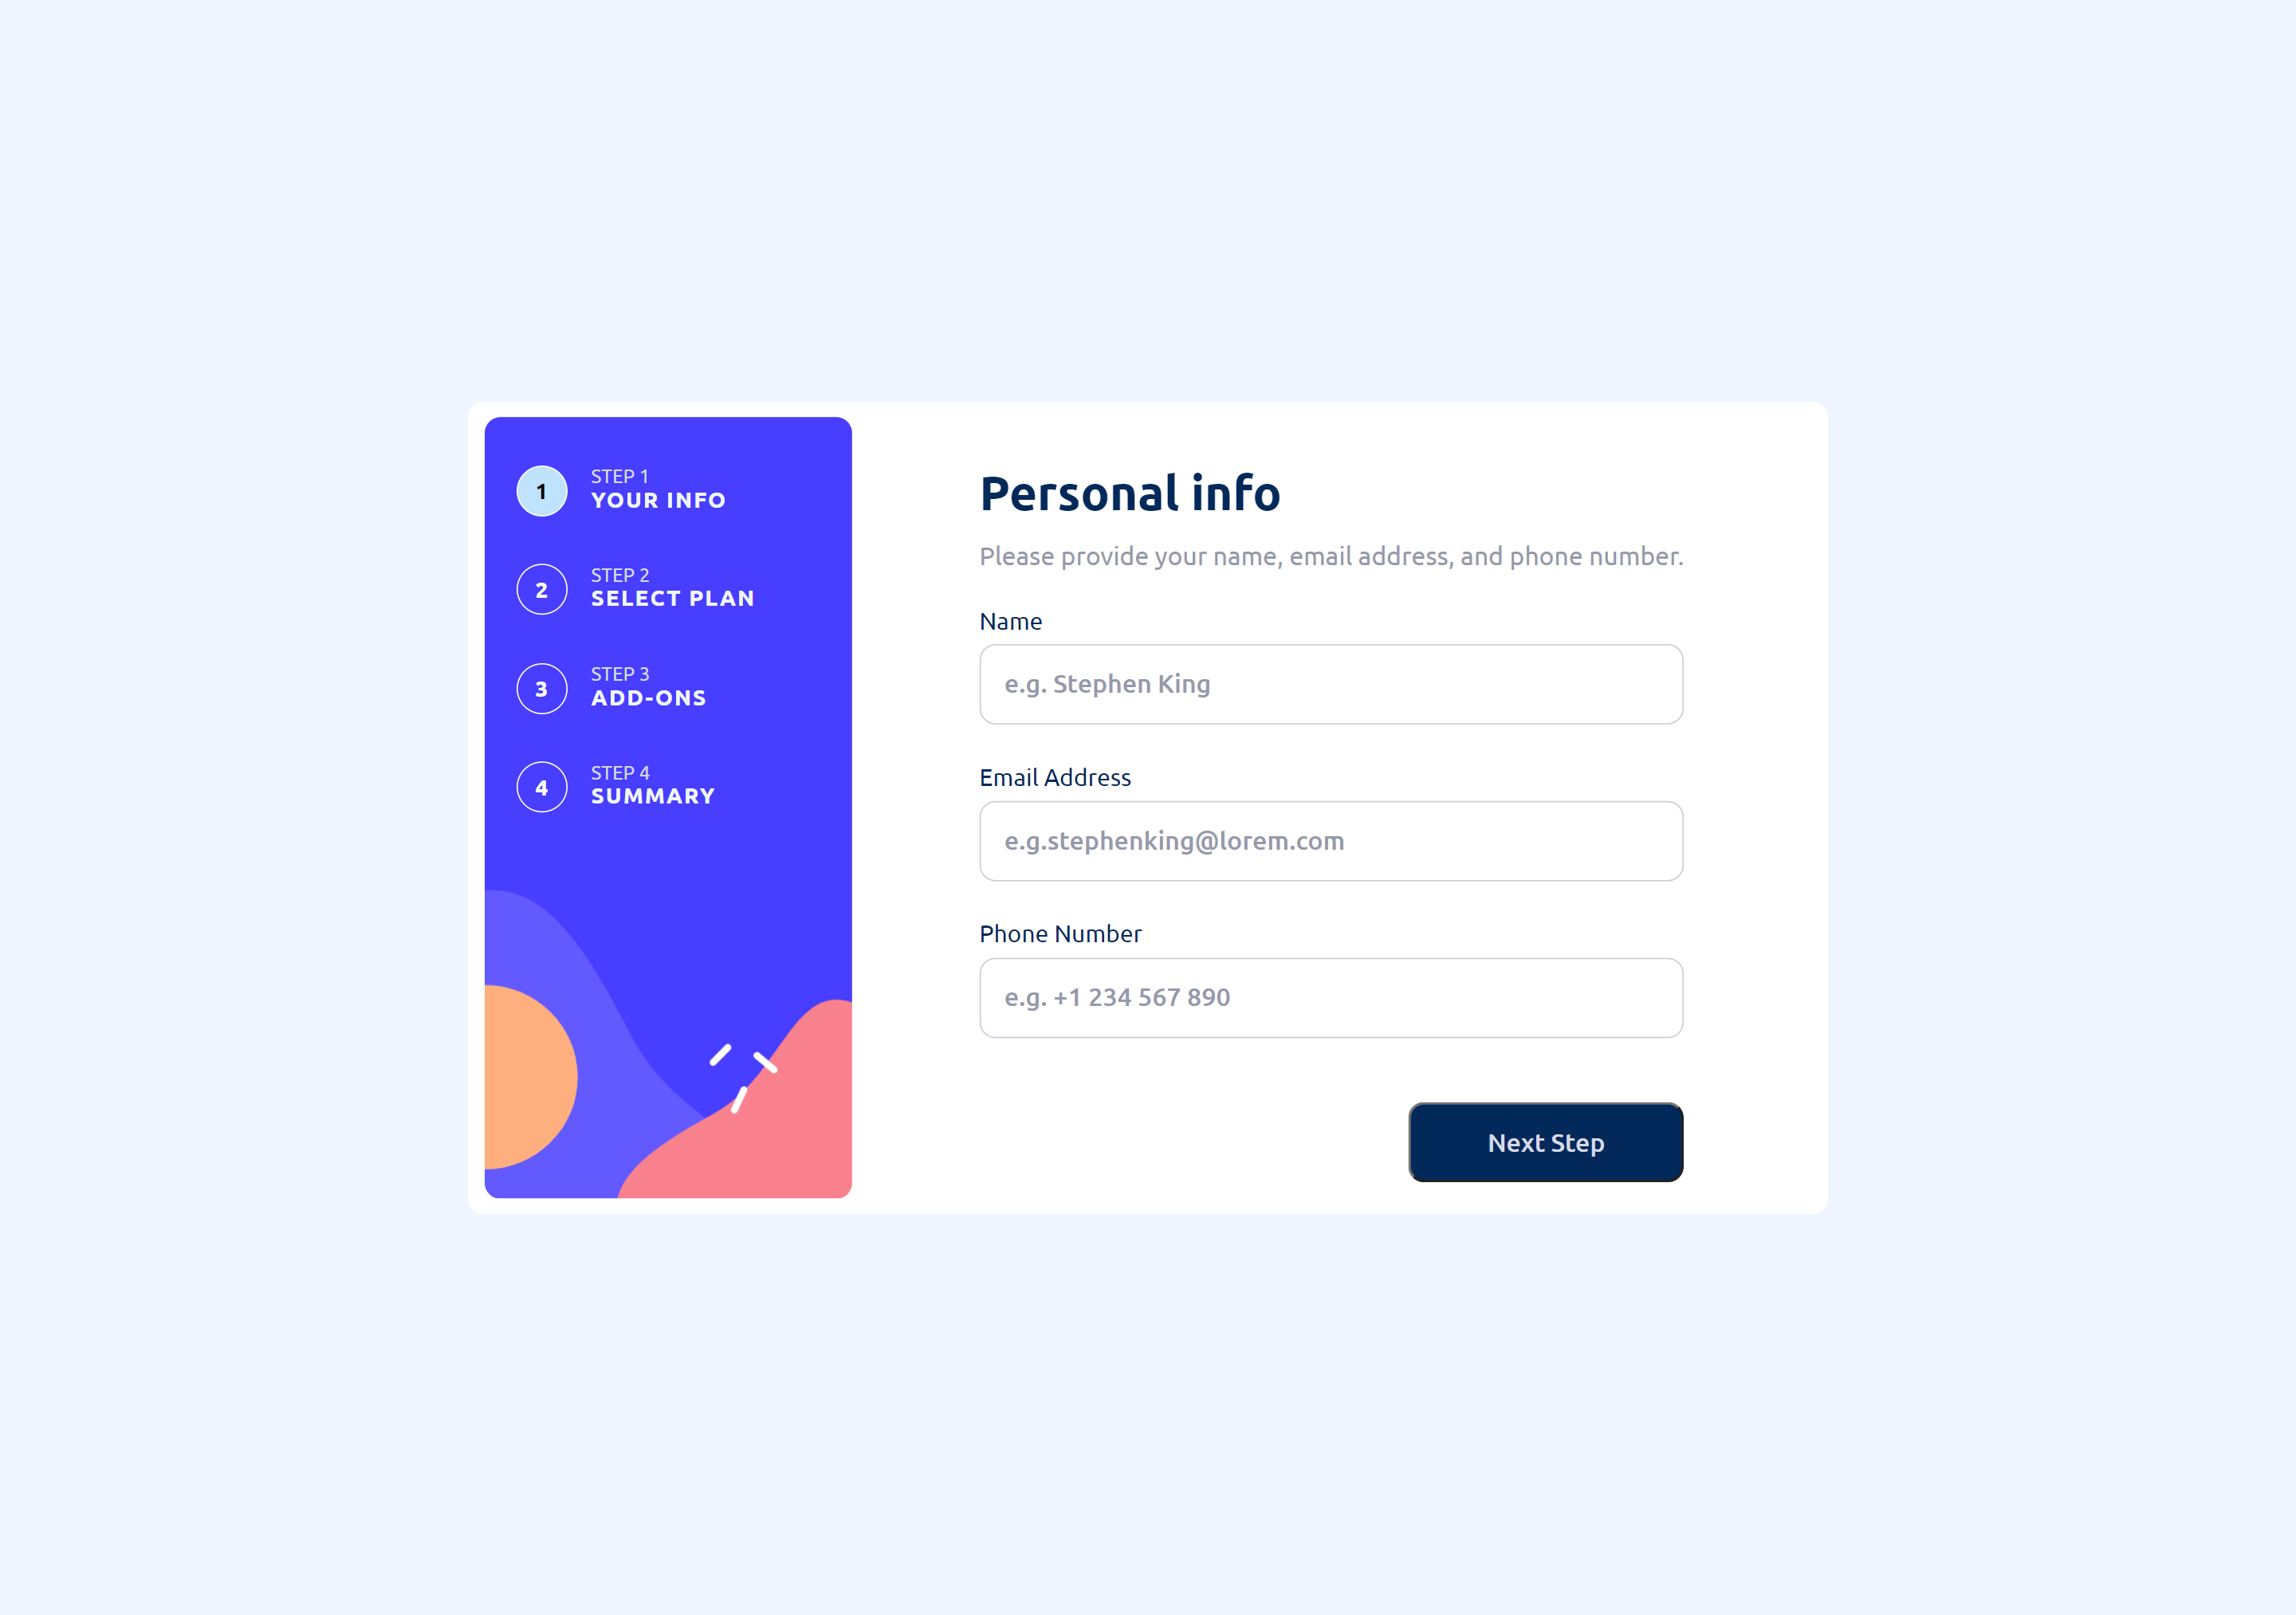 1
STEP 1
YOUR INFO
2
STEP 2
SELECT PLAN
3
STEP 3
ADD-ONS
4
STEP 4
SUMMARY
Personal info
Please provide your name, email address, and phone number.
Name
e.g. Stephen King
Email Address
e.g.stephenking@lorem.com
Phone Number
e.g. +1 234 567 890
Next Step